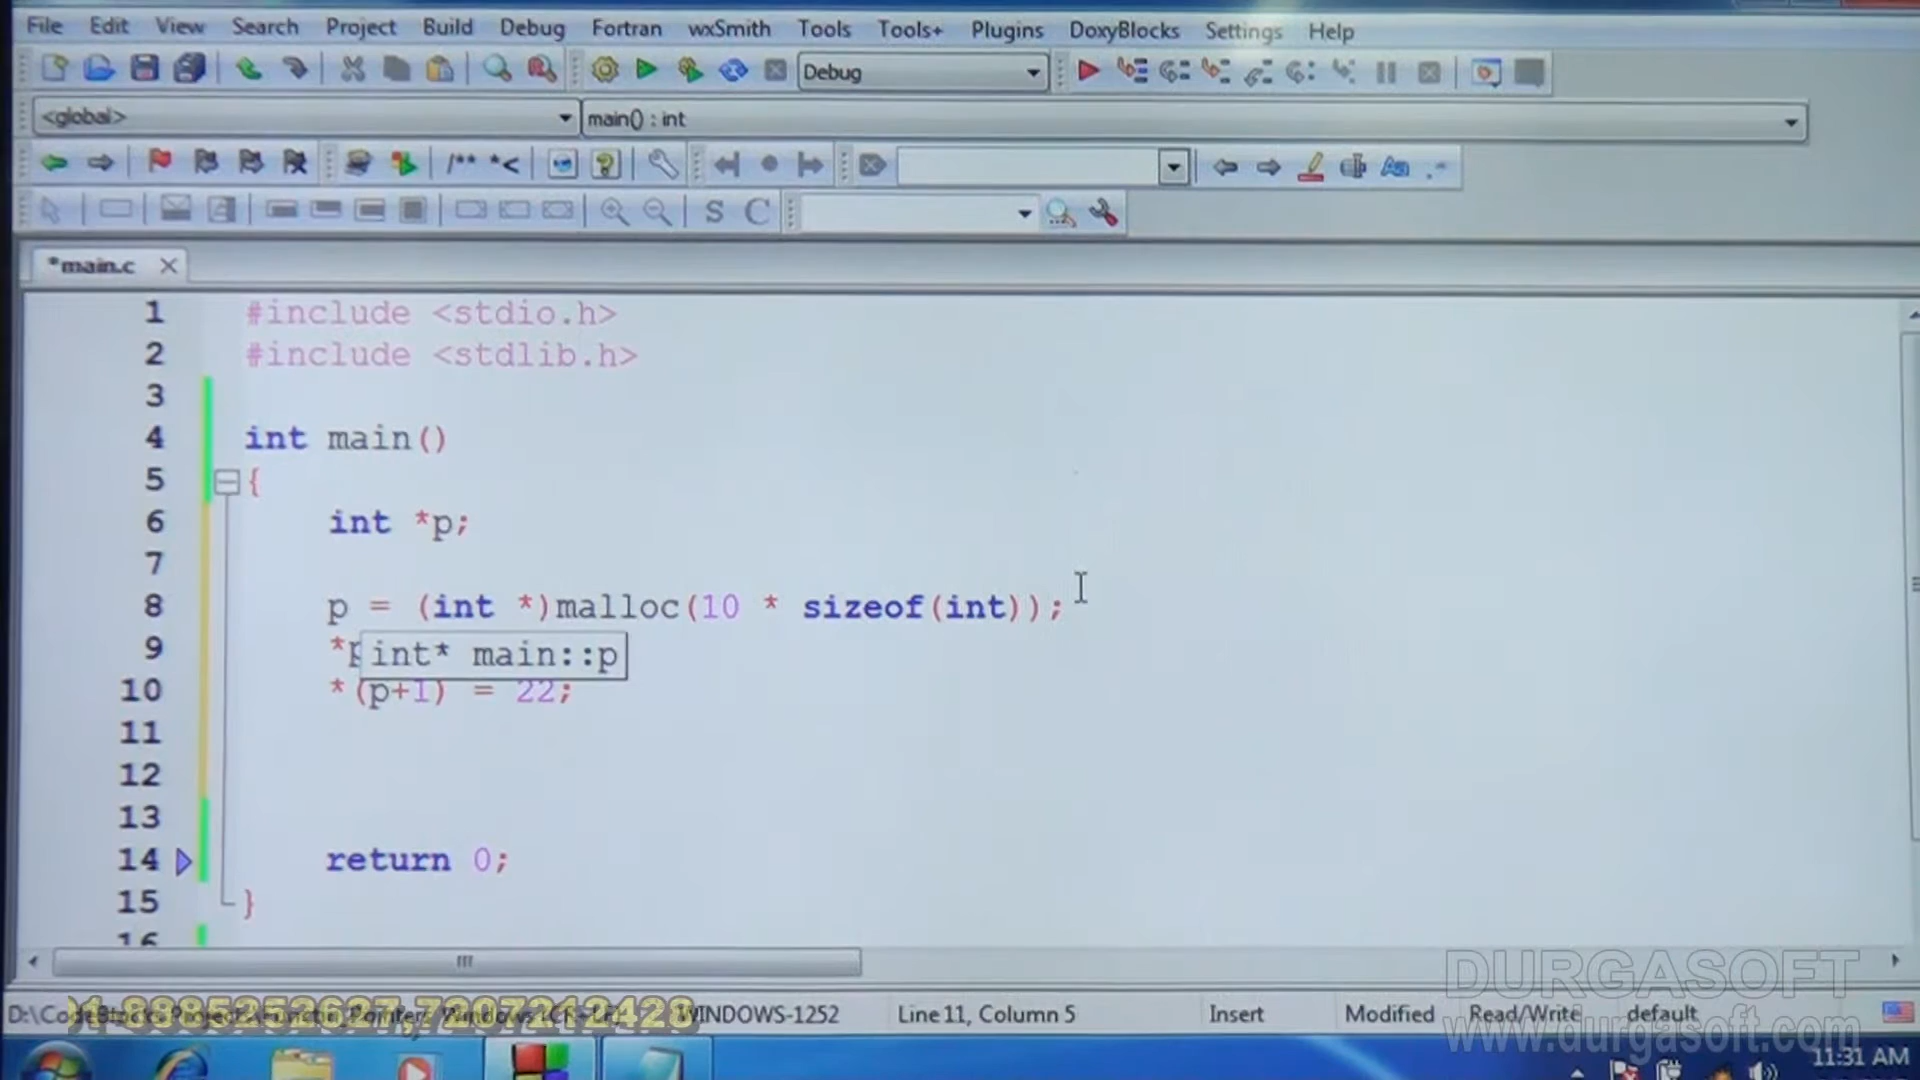 File Edit View Search Project Build Debug Fortran wxSmith Tools Tools+ Plugins DoxyBlocks Settings Help
Debug
<global> main() : int
/** *<
S C
*main.c
1 #include <stdio.h>
2 #include <stdlib.h>
3
4 int main()
5 {
6 int *p;
7
8 p = (int *)malloc(10 * sizeof(int));
9 *p int* main::p
10 *(p+1) = 22;
11
12
13
14 return 0;
15 }
16
DURGASOFT
WINDOWS-1252 Line 11, Column 5 Insert Modified Read/Write default
www.durgasoft.com
11:31 AM